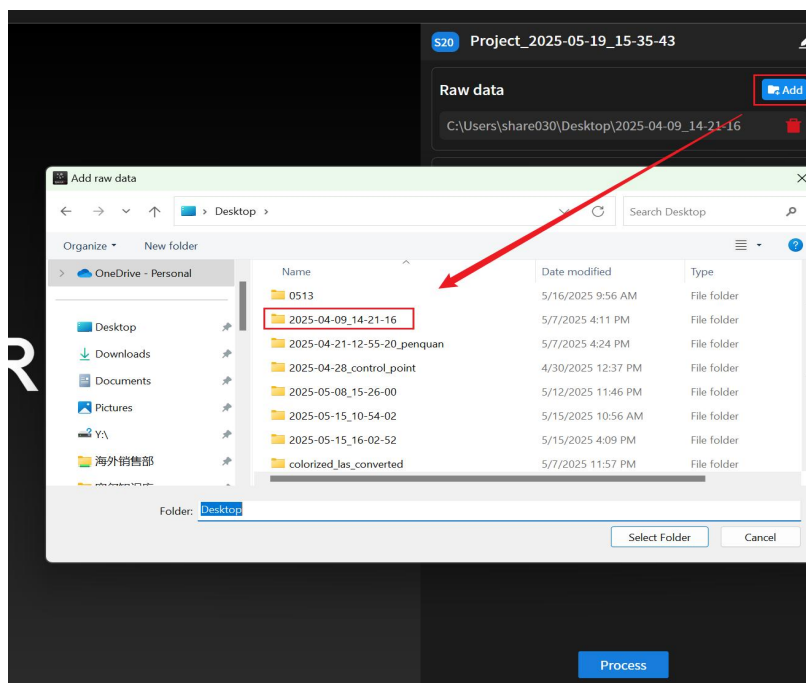 S20 Project_2025-05-19_15-35-43
Raw data
Add
C:\Users\share030\Desktop\2025-04-09_14-21-16
Add raw data
Desktop
Search Desktop
Organize New folder
OneDrive - Personal
Desktop
Downloads
Documents
Pictures
Y:\
海外销售部
Name Date modified Type
0513 5/16/2025 9:56 AM File folder
2025-04-09_14-21-16 5/7/2025 4:11 PM File folder
2025-04-21-12-55-20_penquan 5/7/2025 4:24 PM File folder
2025-04-28_control_point 4/30/2025 12:37 PM File folder
2025-05-08_15-26-00 5/12/2025 11:46 PM File folder
2025-05-15_10-54-02 5/15/2025 10:56 AM File folder
2025-05-15_16-02-52 5/15/2025 4:09 PM File folder
colorized_las_converted 5/7/2025 11:57 PM File folder
R
Folder: Desktop
Select Folder Cancel
Process